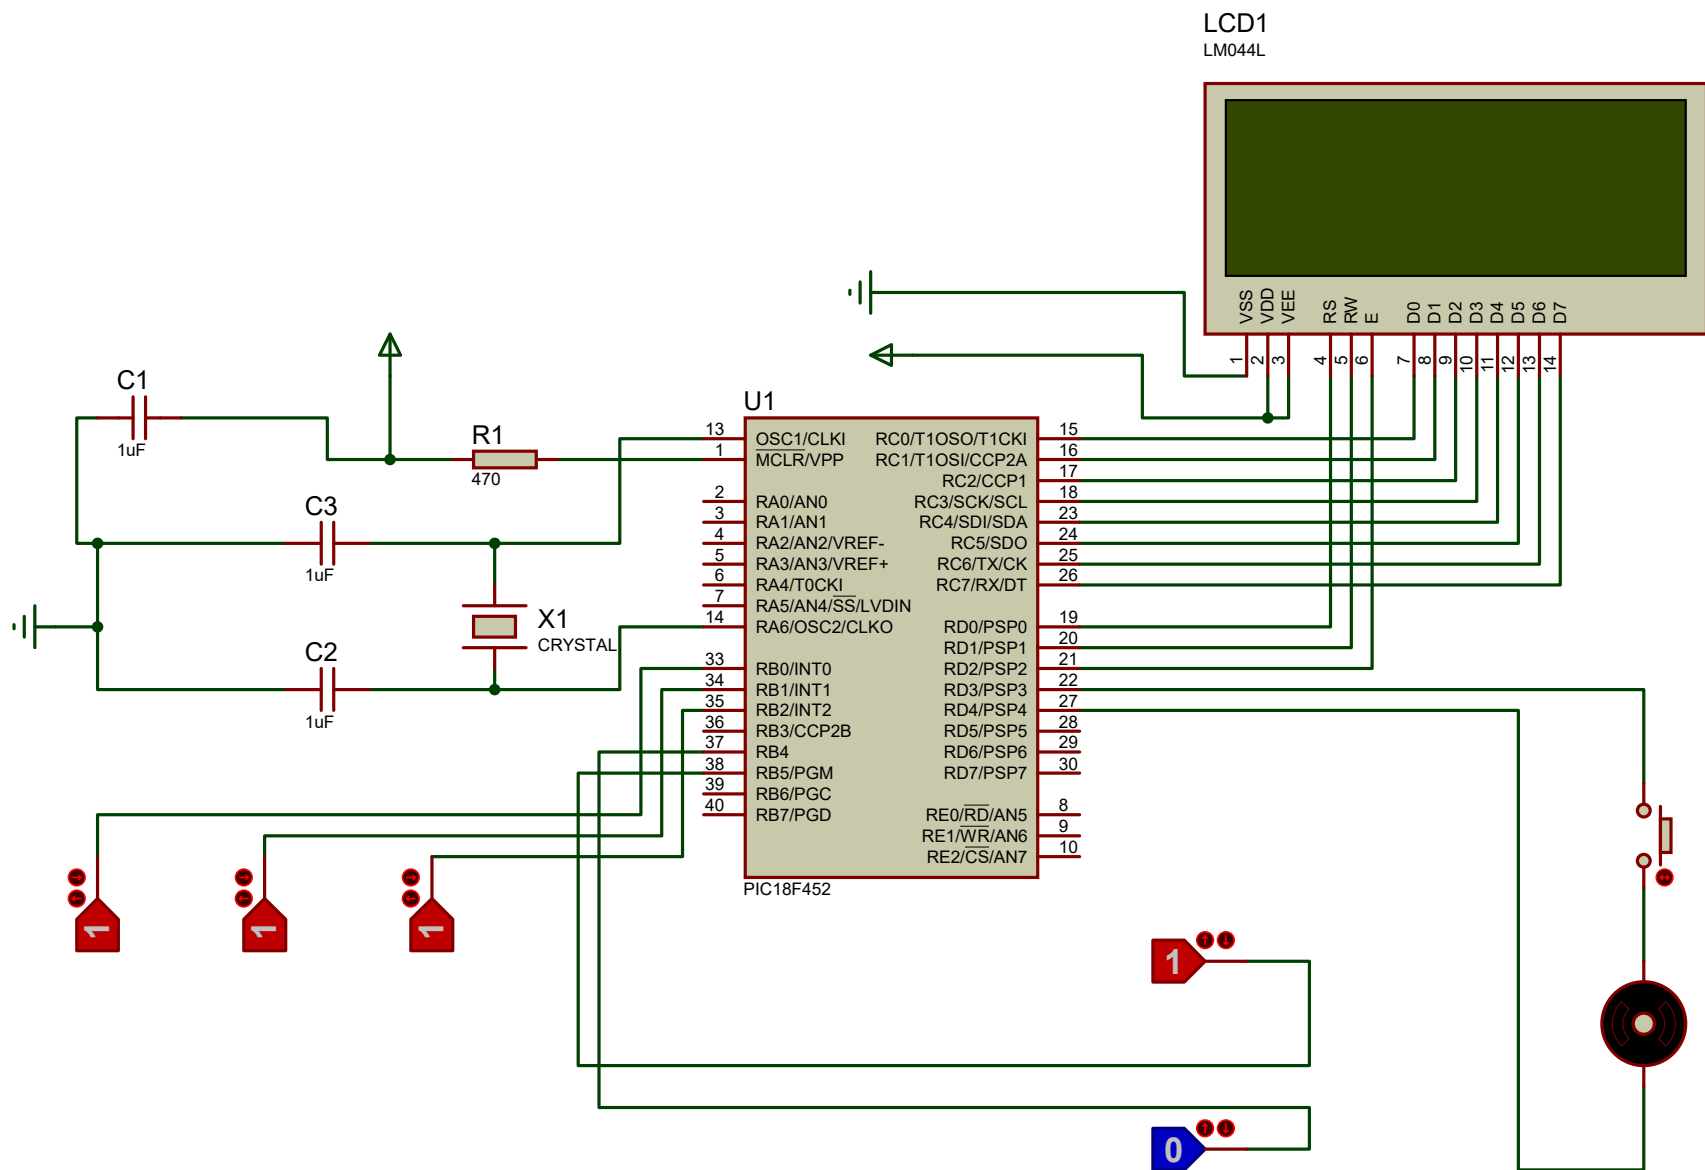 LCD1
LM044L
VSS
VDD
VEE
RS
RW
E
D0
D1
D2
D3
D4
D5
D6
D7
1
2
3
4
5
6
7
8
9
10
11
12
13
14
C1
1uF
R1
470
C3
1uF
X1
CRYSTAL
C2
1uF
U1
13 OSC1/CLKI RC0/T1OSO/T1CKI 15
1 MCLR/VPP RC1/T1OSI/CCP2A 16
RC2/CCP1 17
2 RA0/AN0 RC3/SCK/SCL 18
3 RA1/AN1 RC4/SDI/SDA 23
4 RA2/AN2/VREF- RC5/SDO 24
5 RA3/AN3/VREF+ RC6/TX/CK 25
6 RA4/T0CKI RC7/RX/DT 26
7 RA5/AN4/SS/LVDIN
14 RA6/OSC2/CLKO RD0/PSP0 19
RD1/PSP1 20
33 RB0/INT0 RD2/PSP2 21
34 RB1/INT1 RD3/PSP3 22
35 RB2/INT2 RD4/PSP4 27
36 RB3/CCP2B RD5/PSP5 28
37 RB4 RD6/PSP6 29
38 RB5/PGM RD7/PSP7 30
39 RB6/PGC
40 RB7/PGD RE0/RD/AN5 8
RE1/WR/AN6 9
RE2/CS/AN7 10
PIC18F452
1
1
1
1
0